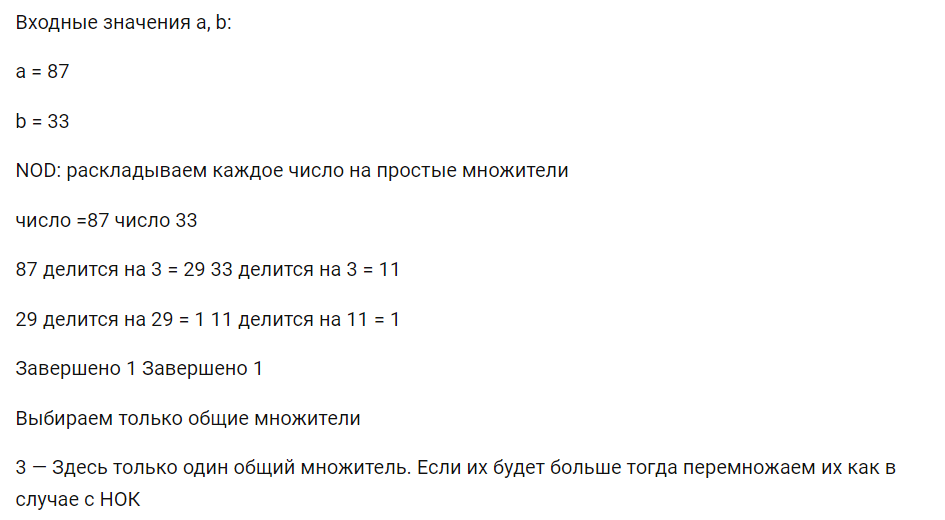 Входные значения a, b:
a = 87
b = 33
NOD: раскладываем каждое число на простые множители
число =87 число 33
87 делится на 3 = 29 33 делится на 3 = 11
29 делится на 29 = 1 11 делится на 11 = 1
Завершено 1 Завершено 1
Выбираем только общие множители
3 — Здесь только один общий множитель. Если их будет больше тогда перемножаем их как в
случае с НОК